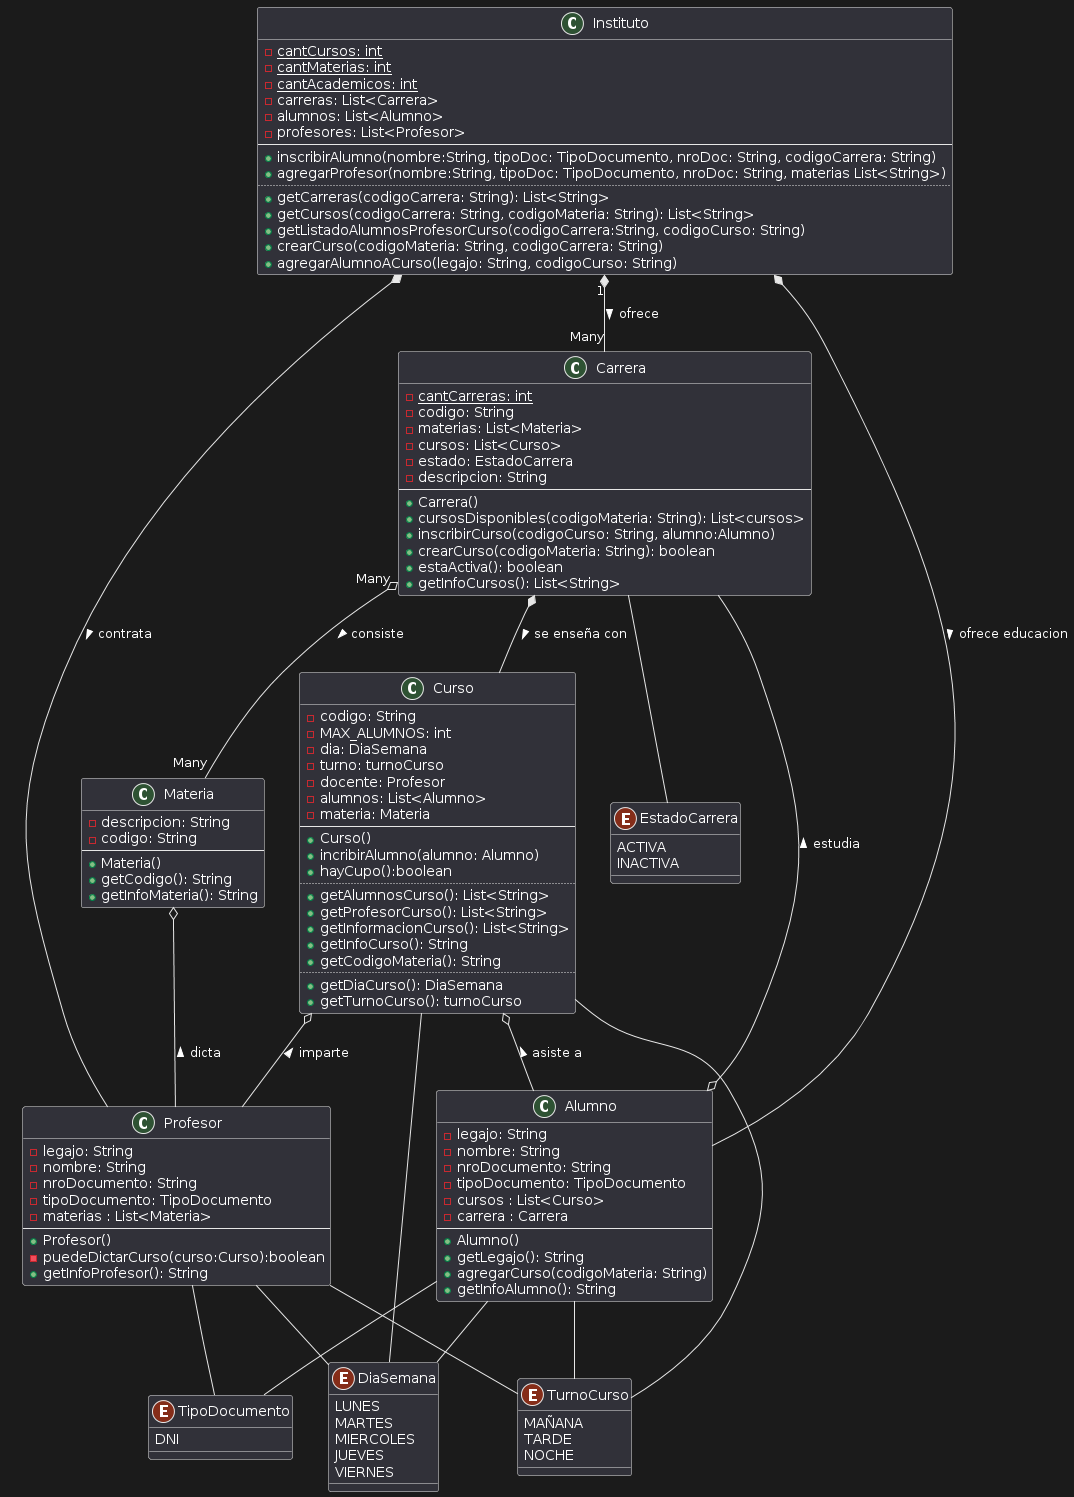 C Instituto
cantCursos: int
cantMaterias: int
cantAcademicos: int
carreras: List<Carrera>
alumnos: List<Alumno>
profesores: List<Profesor>
inscribirAlumno(nombre:String, tipoDoc: TipoDocumento, nroDoc: String, codigoCarrera: String)
agregarProfesor(nombre:String, tipoDoc: TipoDocumento, nroDoc: String, materias List<String>)
getCarreras(codigoCarrera: String): List<String>
getCursos(codigoCarrera: String, codigoMateria: String): List<String>
getListadoAlumnosProfesorCurso(codigoCarrera:String, codigoCurso: String)
crearCurso(codigoMateria: String, codigoCarrera: String)
agregarAlumnoACurso(legajo: String, codigoCurso: String)
1
ofrece
Many
C Carrera
cantCarreras: int
codigo: String
materias: List<Materia>
cursos: List<Curso>
estado: EstadoCarrera
descripcion: String
Carrera()
cursosDisponibles(codigoMateria: String): List<cursos>
inscribirCurso(codigoCurso: String, alumno:Alumno)
crearCurso(codigoMateria: String): boolean
estaActiva(): boolean
getInfoCursos(): List<String>
Many
contrata
consiste
se enseña con
ofrece educacion
Many
C Curso
codigo: String
MAX_ALUMNOS: int
dia: DiaSemana
turno: turnoCurso
docente: Profesor
alumnos: List<Alumno>
materia: Materia
Curso()
incribirAlumno(alumno: Alumno)
hayCupo():boolean
getAlumnosCurso(): List<String>
getProfesorCurso(): List<String>
getInformacionCurso(): List<String>
getInfoCurso(): String
getCodigoMateria(): String
getDiaCurso(): DiaSemana
getTurnoCurso(): turnoCurso
C Materia
descripcion: String
codigo: String
Materia()
getCodigo(): String
getInfoMateria(): String
E EstadoCarrera
ACTIVA
INACTIVA
estudia
dicta
imparte
asiste a
C Profesor
legajo: String
nombre: String
nroDocumento: String
tipoDocumento: TipoDocumento
materias : List<Materia>
Profesor()
puedeDictarCurso(curso:Curso):boolean
getInfoProfesor(): String
C Alumno
legajo: String
nombre: String
nroDocumento: String
tipoDocumento: TipoDocumento
cursos : List<Curso>
carrera : Carrera
Alumno()
getLegajo(): String
agregarCurso(codigoMateria: String)
getInfoAlumno(): String
E TipoDocumento
DNI
E DiaSemana
LUNES
MARTES
MIERCOLES
JUEVES
VIERNES
E TurnoCurso
MAÑANA
TARDE
NOCHE